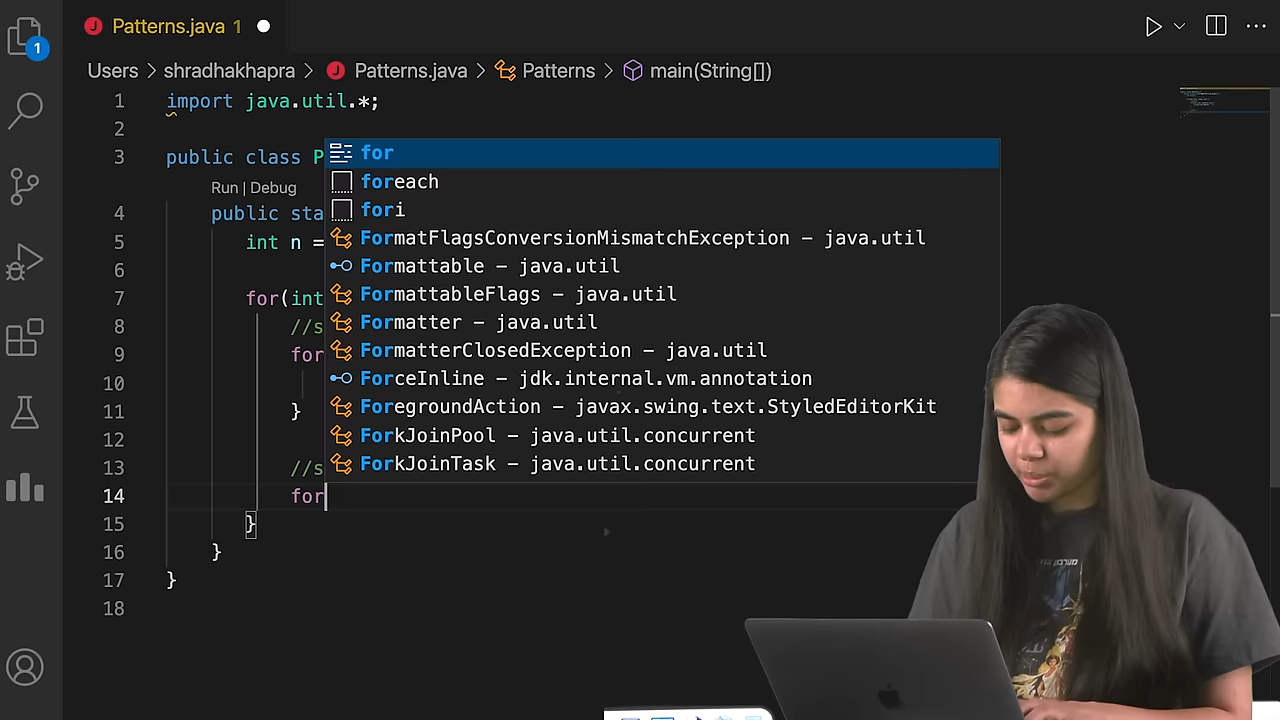 Patterns.java 1
1
Users > shradhakhapra > Patterns.java > Patterns > main(String[])
1 import java.util.*;
2
3 public class P
Run | Debug
4 public sta
5 int n =
6
7 for(int
8 //s
9 for
10
11 }
12
13 //s
14 for
15 }
16 }
17 }
18
for
foreach
fori
FormatFlagsConversionMismatchException – java.util
Formattable – java.util
FormattableFlags – java.util
Formatter – java.util
FormatterClosedException – java.util
ForceInline – jdk.internal.vm.annotation
ForegroundAction – javax.swing.text.StyledEditorKit
ForkJoinPool – java.util.concurrent
ForkJoinTask – java.util.concurrent